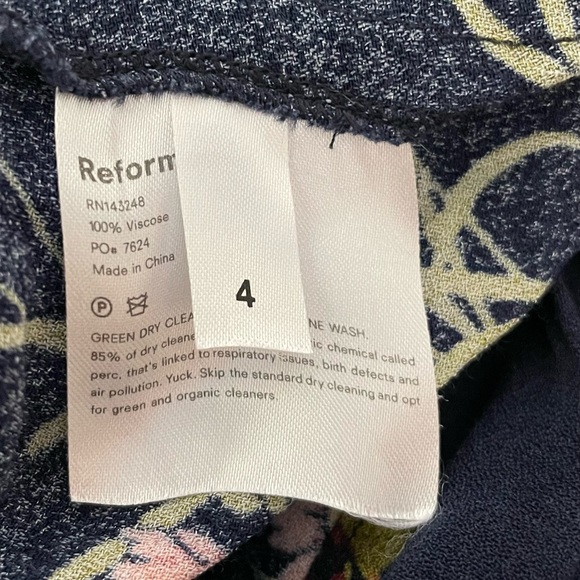 Reform
RN143248
100% Viscose
PO# 7624
Made in China
4
GREEN DRY CLEA NE WASH.
85% of dry cleane ic chemical called
perc, that's linked to respiratory issues, birth defects and
air pollution. Yuck. Skip the standard dry cleaning and opt
for green and organic cleaners.